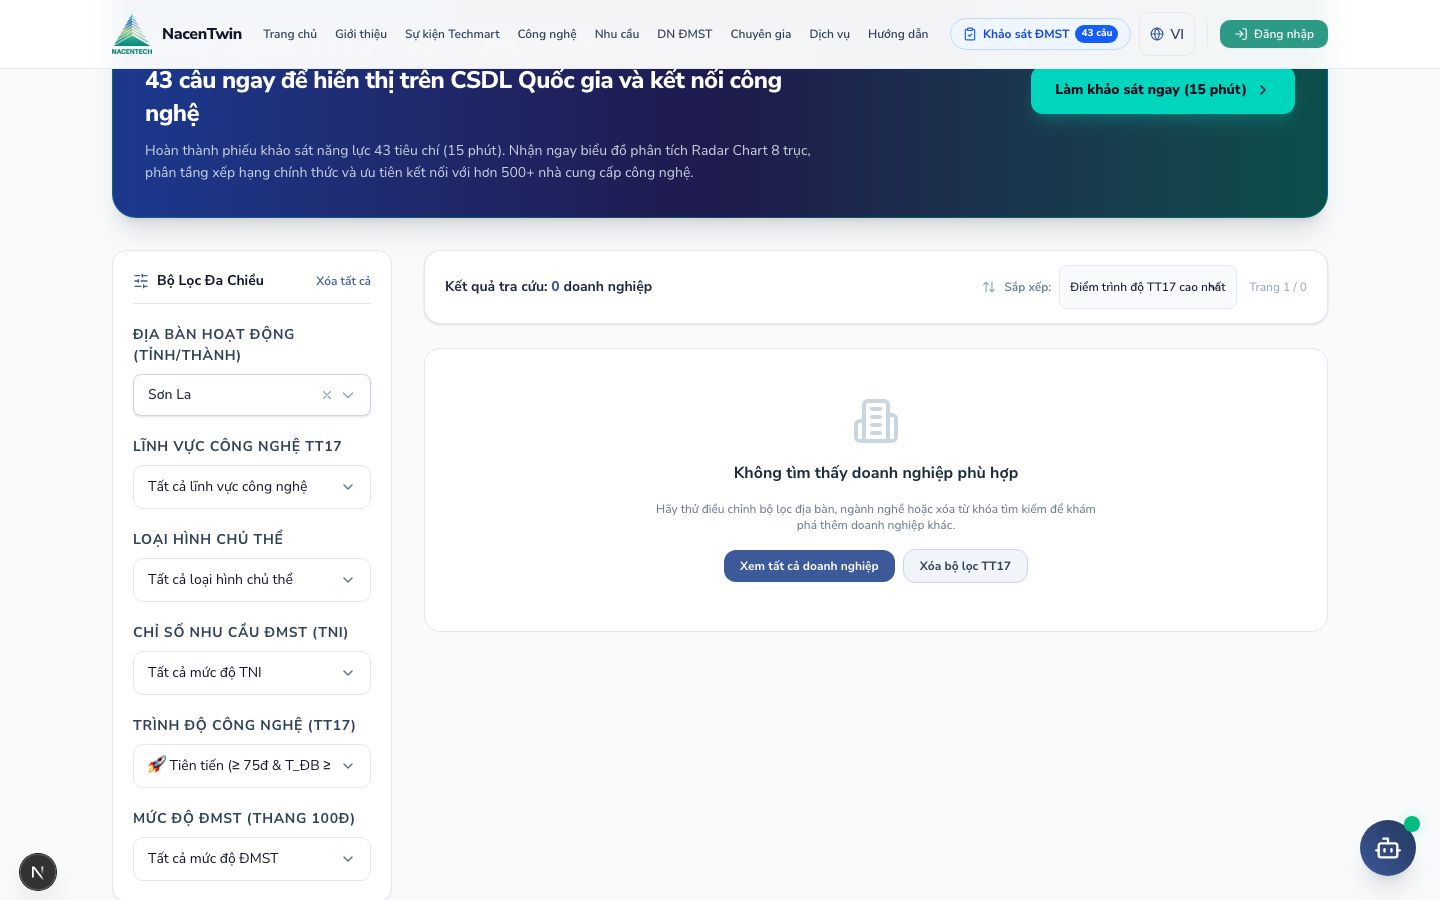 NACENTECH
NacenTwin
Trang chủ
Giới thiệu
Sự kiện Techmart
Công nghệ
Nhu cầu
DN ĐMST
Chuyên gia
Dịch vụ
Hướng dẫn
Khảo sát ĐMST 43 câu
VI
Đăng nhập
43 câu ngay để hiển thị trên CSDL Quốc gia và kết nối công
nghệ
Hoàn thành phiếu khảo sát năng lực 43 tiêu chí (15 phút). Nhận ngay biểu đồ phân tích Radar Chart 8 trục,
phân tầng xếp hạng chính thức và ưu tiên kết nối với hơn 500+ nhà cung cấp công nghệ.
Làm khảo sát ngay (15 phút)
Bộ Lọc Đa Chiều
Xóa tất cả
ĐỊA BÀN HOẠT ĐỘNG
(TỈNH/THÀNH)
Sơn La
LĨNH VỰC CÔNG NGHỆ TT17
Tất cả lĩnh vực công nghệ
LOẠI HÌNH CHỦ THỂ
Tất cả loại hình chủ thể
CHỈ SỐ NHU CẦU ĐMST (TNI)
Tất cả mức độ TNI
TRÌNH ĐỘ CÔNG NGHỆ (TT17)
🚀 Tiên tiến (≥ 75đ & T_ĐB ≥
MỨC ĐỘ ĐMST (THANG 100Đ)
Tất cả mức độ ĐMST
Kết quả tra cứu: 0 doanh nghiệp
Sắp xếp:
Điểm trình độ TT17 cao nhất
Trang 1 / 0
Không tìm thấy doanh nghiệp phù hợp
Hãy thử điều chỉnh bộ lọc địa bàn, ngành nghề hoặc xóa từ khóa tìm kiếm để khám
phá thêm doanh nghiệp khác.
Xem tất cả doanh nghiệp
Xóa bộ lọc TT17
N